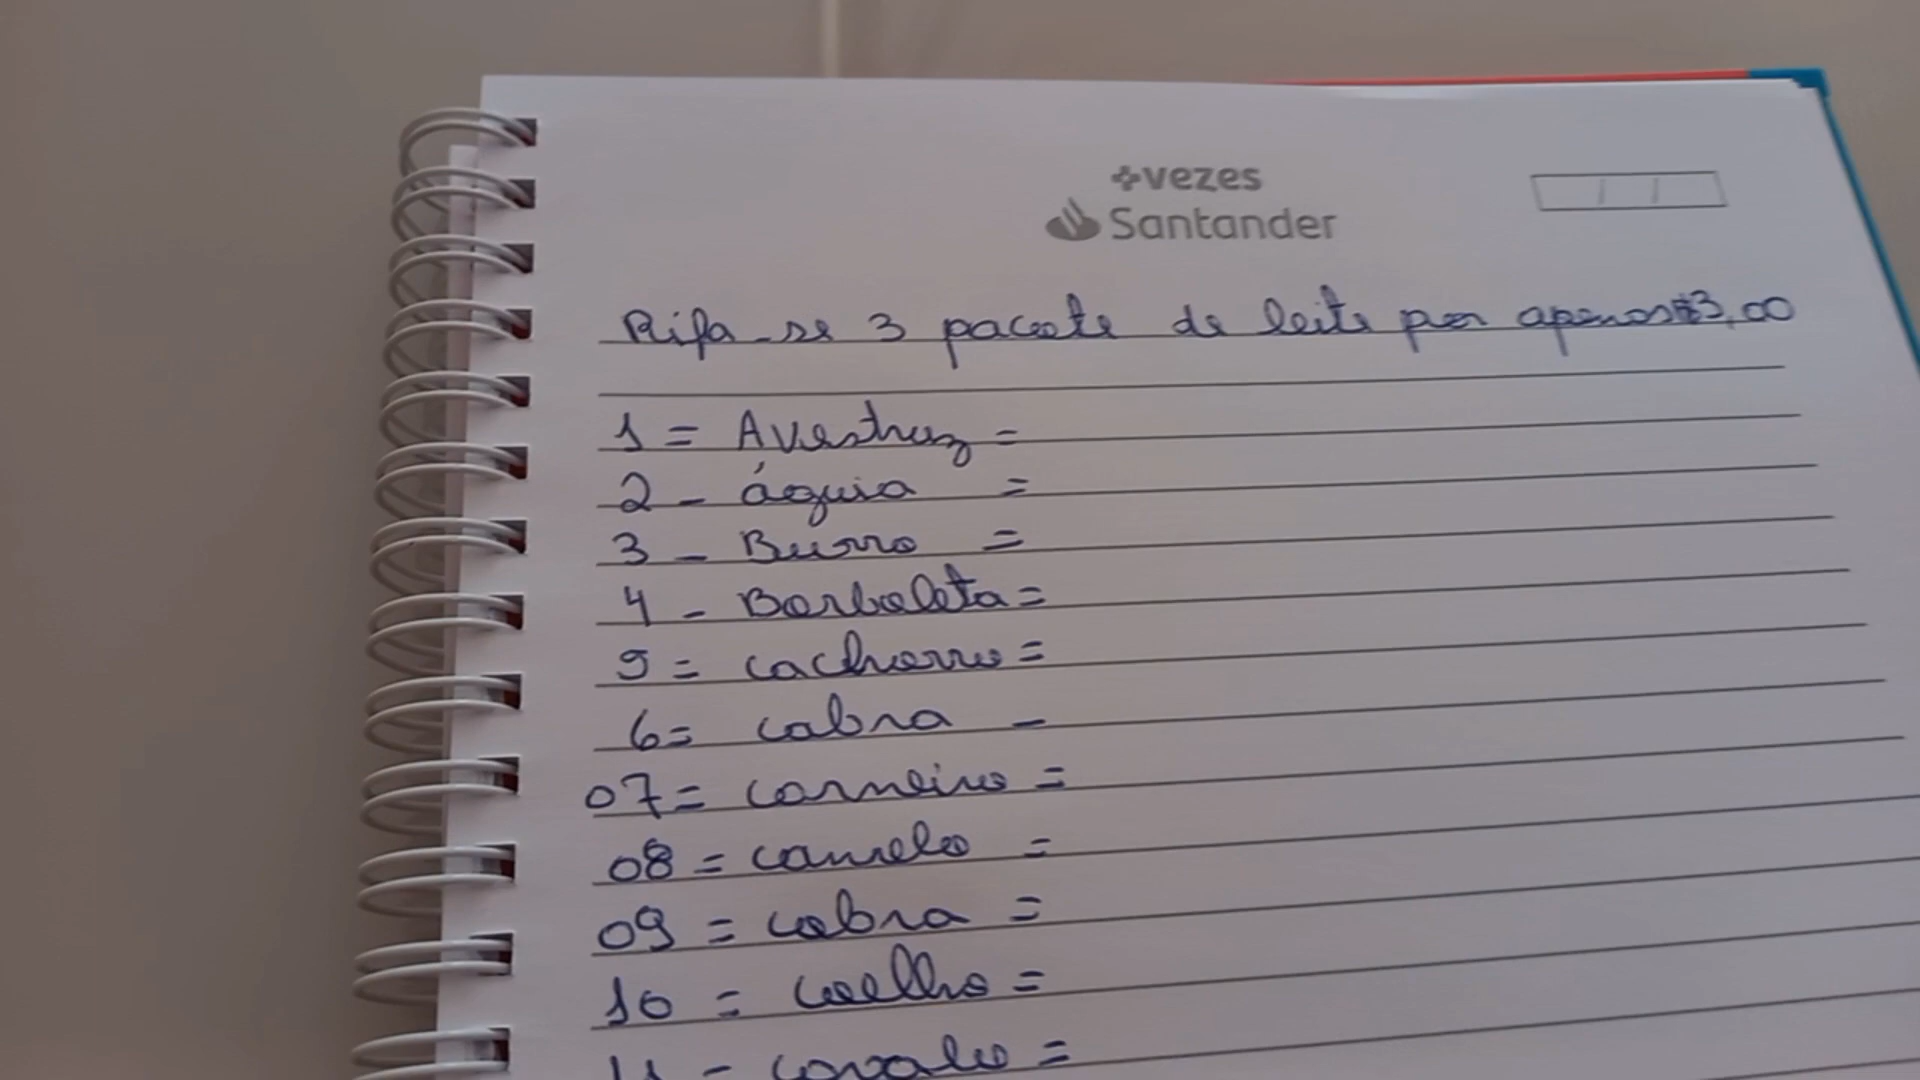 +vezes
Santander
Rifa-se 3 pacote de leite por apenas $3,00
1 = Avestruz =
2 - águia =
3 - Burro =
4 - Borboleta =
5 = cachorro =
6 = cabra -
07 = carneiro =
08 = camelo =
09 = cobra =
10 = coelho =
11 - cavalo =